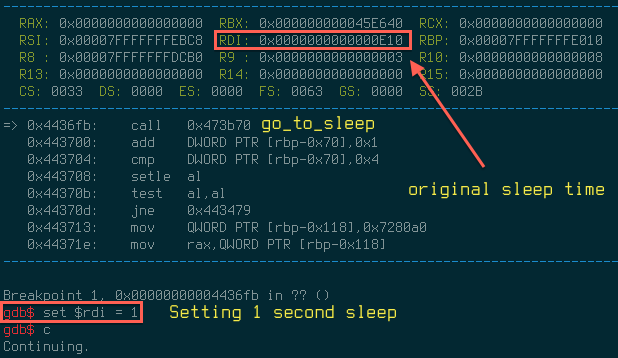 RAX: 0x0000000000000000  RBX: 0x000000000045E640  RCX: 0x0000000000000000
RSI: 0x00007FFFFFFFEBC8  RDI: 0x0000000000000E10  RBP: 0x00007FFFFFFFE010
R8 : 0x00007FFFFFFFDCB0  R9 : 0x0000000000000003  R10: 0x0000000000000008
R13: 0x0000000000000000  R14: 0x0000000000000000  R15: 0x0000000000000000
CS: 0033  DS: 0000  ES: 0000  FS: 0063  GS: 0000  SS: 002B
=> 0x4436fb:    call   0x473b70 go_to_sleep
0x443700:    add    DWORD PTR [rbp-0x70],0x1
0x443704:    cmp    DWORD PTR [rbp-0x70],0x4
0x443708:    setle  al
0x44370b:    test   al,al
0x44370d:    jne    0x443479
0x443713:    mov    QWORD PTR [rbp-0x118],0x7280a0
0x44371e:    mov    rax,QWORD PTR [rbp-0x118]
original sleep time
Breakpoint 1, 0x00000000004436fb in ?? ()
gdb$ set $rdi = 1 Setting 1 second sleep
gdb$ c
Continuing.